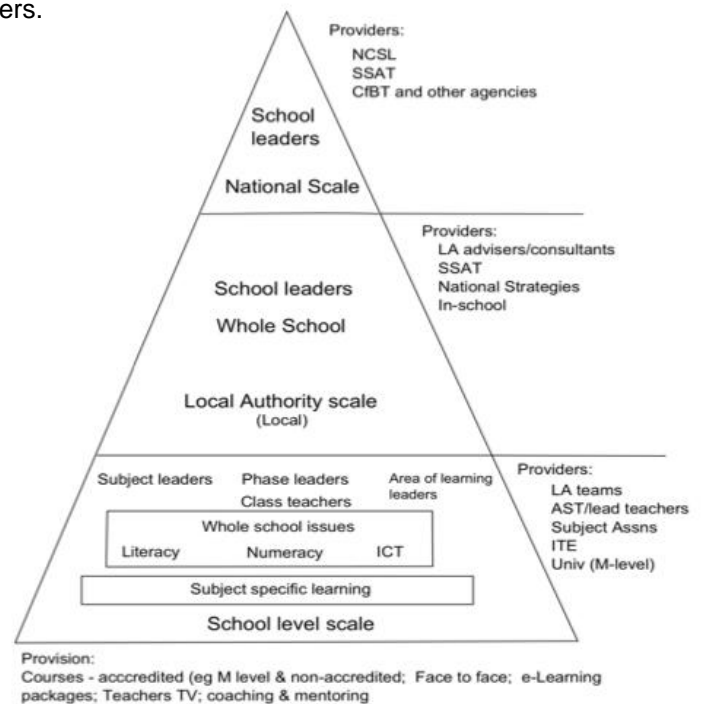 ers.
Providers:
NCSL
SSAT
CfBT and other agencies
School
leaders
National Scale
Providers:
LA advisers/consultants
SSAT
National Strategies
In-school
School leaders
Whole School
Local Authority scale
(Local)
Subject leaders
Phase leaders
Class teachers
Area of learning
leaders
Whole school issues
Literacy Numeracy ICT
Subject specific learning
School level scale
Providers:
LA teams
AST/lead teachers
Subject Assns
ITE
Univ (M-level)
Provision:
Courses - acccredited (eg M level & non-accredited; Face to face; e-Learning
packages; Teachers TV; coaching & mentoring